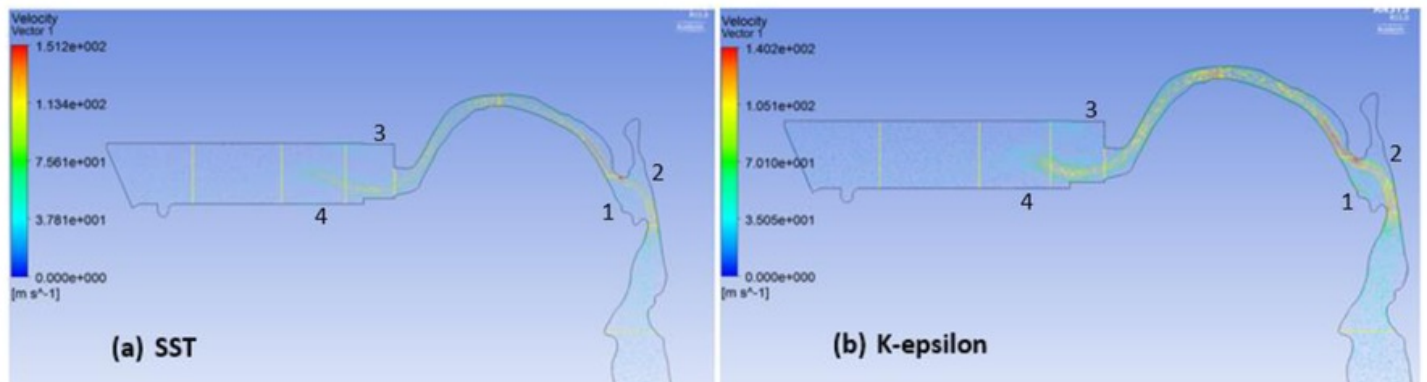 Velocity
Vector 1
1.512e+002
1.134e+002
7.561e+001
3.781e+001
0.000e+000
[m s^-1]
3
2
1
4
(a) SST
Velocity
Vector 1
1.402e+002
1.051e+002
7.010e+001
3.505e+001
0.000e+000
[m s^-1]
3
2
1
4
(b) K-epsilon